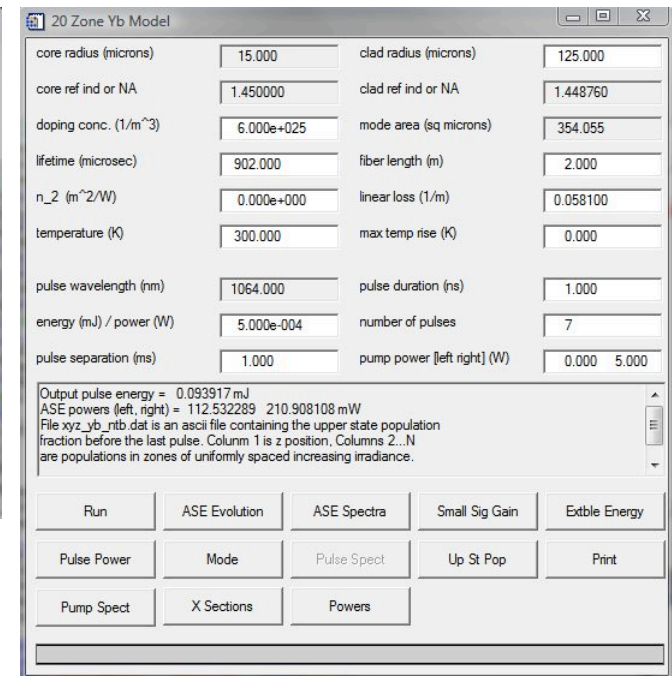 20 Zone Yb Model
core radius (microns) 15.000 clad radius (microns) 125.000
core ref ind or NA 1.450000 clad ref ind or NA 1.448760
doping conc. (1/m^3) 6.000e+025 mode area (sq microns) 354.055
lifetime (microsec) 902.000 fiber length (m) 2.000
n_2 (m^2/W) 0.000e+000 linear loss (1/m) 0.058100
temperature (K) 300.000 max temp rise (K) 0.000
pulse wavelength (nm) 1064.000 pulse duration (ns) 1.000
energy (mJ) / power (W) 5.000e-004 number of pulses 7
pulse separation (ms) 1.000 pump power [left right] (W) 0.000 5.000
Output pulse energy = 0.093917 mJ
ASE powers (left, right) = 112.532289 210.908108 mW
File xyz_yb_ntb.dat is an ascii file containing the upper state population
fraction before the last pulse. Colunm 1 is z position, Columns 2...N
are populations in zones of uniformly spaced increasing irradiance.
Run ASE Evolution ASE Spectra Small Sig Gain Extble Energy
Pulse Power Mode Pulse Spect Up St Pop Print
Pump Spect X Sections Powers